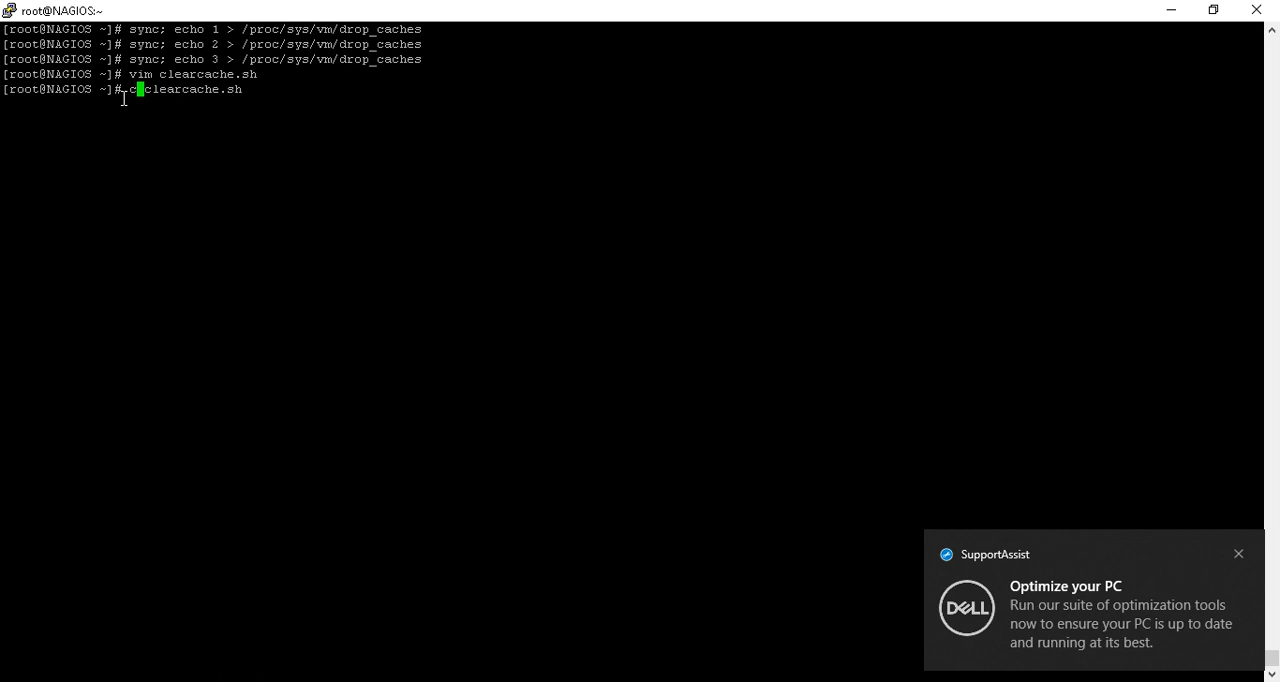 root@NAGIOS:~
[root@NAGIOS ~]# sync; echo 1 > /proc/sys/vm/drop_caches
[root@NAGIOS ~]# sync; echo 2 > /proc/sys/vm/drop_caches
[root@NAGIOS ~]# sync; echo 3 > /proc/sys/vm/drop_caches
[root@NAGIOS ~]# vim clearcache.sh
[root@NAGIOS ~]# c clearcache.sh
SupportAssist
DELL
Optimize your PC
Run our suite of optimization tools
now to ensure your PC is up to date
and running at its best.